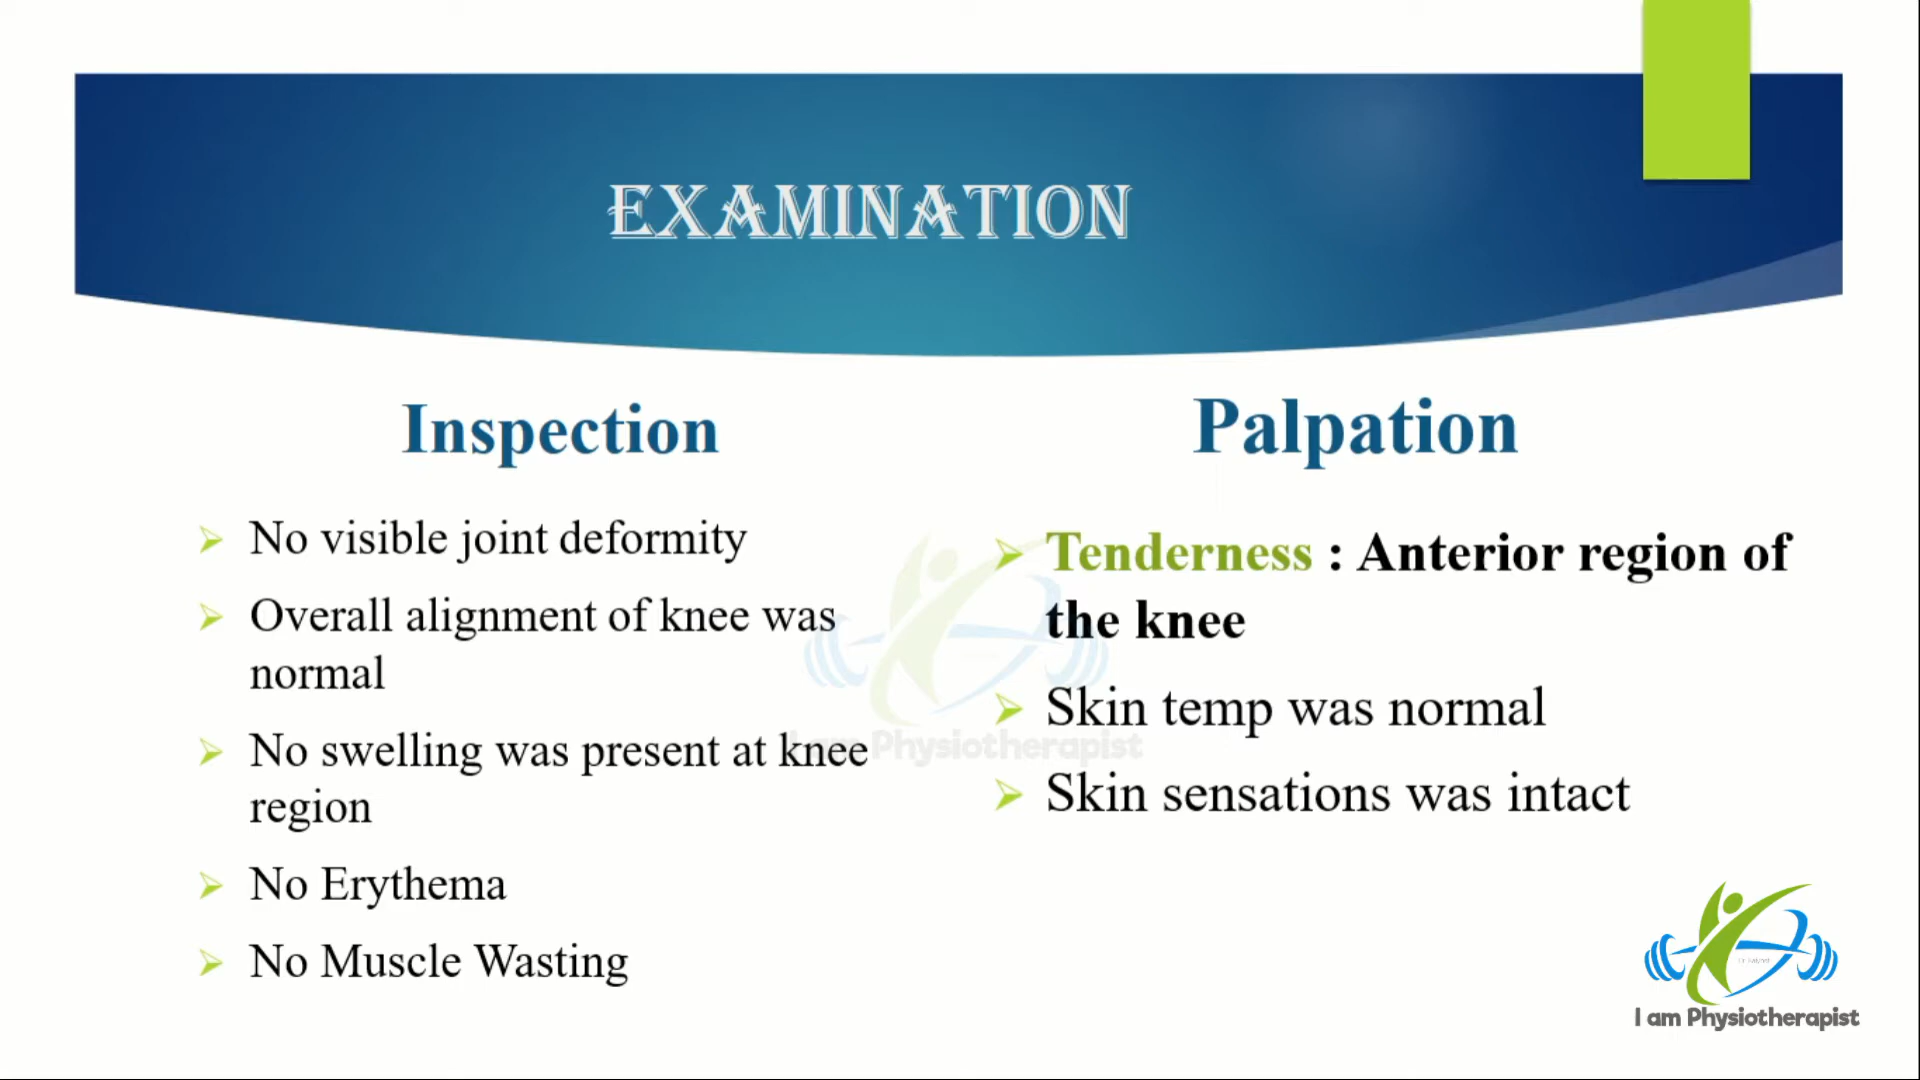 EXAMINATION
Inspection
No visible joint deformity
Overall alignment of knee was
normal
No swelling was present at knee
region
No Erythema
No Muscle Wasting
Palpation
Tenderness : Anterior region of
the knee
Skin temp was normal
Skin sensations was intact
I am Physiotherapist
I am Physiotherapist